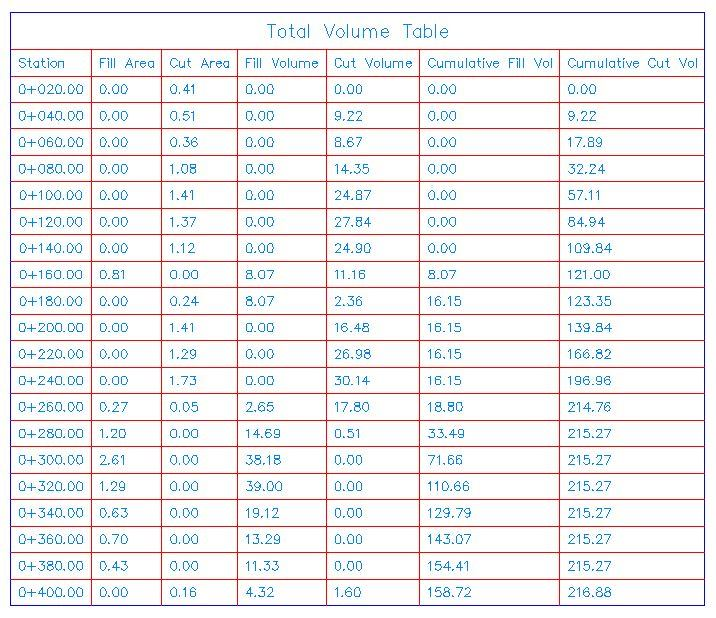 Total Volume Table
Station Fill Area Cut Area Fill Volume Cut Volume Cumulative Fill Vol Cumulative Cut Vol
0+020.00 0.00 0.41 0.00 0.00 0.00 0.00
0+040.00 0.00 0.51 0.00 9.22 0.00 9.22
0+060.00 0.00 0.36 0.00 8.67 0.00 17.89
0+080.00 0.00 1.08 0.00 14.35 0.00 32.24
0+100.00 0.00 1.41 0.00 24.87 0.00 57.11
0+120.00 0.00 1.37 0.00 27.84 0.00 84.94
0+140.00 0.00 1.12 0.00 24.90 0.00 109.84
0+160.00 0.81 0.00 8.07 11.16 8.07 121.00
0+180.00 0.00 0.24 8.07 2.36 16.15 123.35
0+200.00 0.00 1.41 0.00 16.48 16.15 139.84
0+220.00 0.00 1.29 0.00 26.98 16.15 166.82
0+240.00 0.00 1.73 0.00 30.14 16.15 196.96
0+260.00 0.27 0.05 2.65 17.80 18.80 214.76
0+280.00 1.20 0.00 14.69 0.51 33.49 215.27
0+300.00 2.61 0.00 38.18 0.00 71.66 215.27
0+320.00 1.29 0.00 39.00 0.00 110.66 215.27
0+340.00 0.63 0.00 19.12 0.00 129.79 215.27
0+360.00 0.70 0.00 13.29 0.00 143.07 215.27
0+380.00 0.43 0.00 11.33 0.00 154.41 215.27
0+400.00 0.00 0.16 4.32 1.60 158.72 216.88